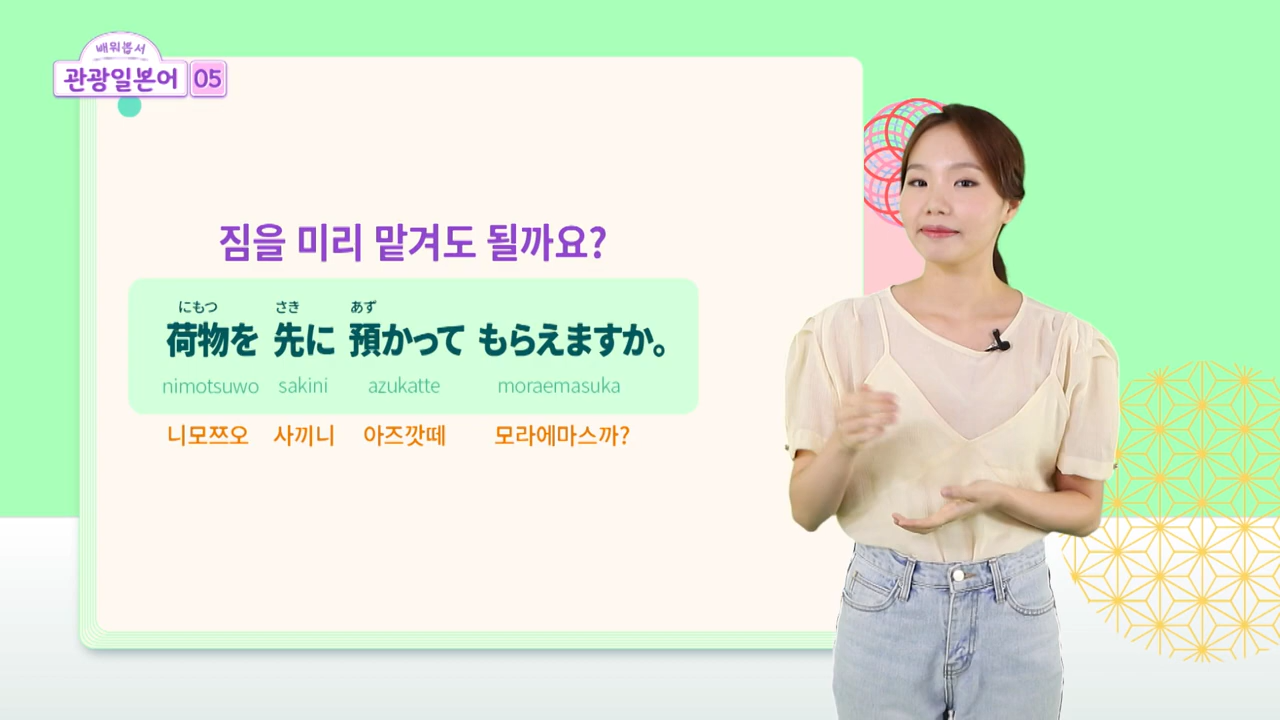 배워봅서
관광일본어 05
짐을 미리 맡겨도 될까요?
にもつ さき あず
荷物を 先に 預かって もらえますか。
nimotsuwo sakini azukatte moraemasuka
니모쯔오 사끼니 아즈깟떼 모라에마스까?